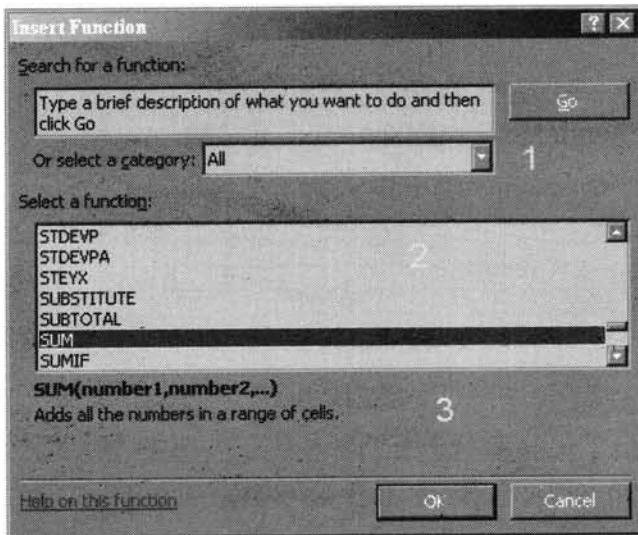 Insert Function
Search for a function:
Type a brief description of what you want to do and then
click Go
Go
Or select a category: All
1
Select a function:
2
STDEVP
STDEVPA
STEYX
SUBSTITUTE
SUBTOTAL
SUM
SUMIF
SUM(number1,number2,...)
Adds all the numbers in a range of cells.
3
Help on this function
OK
Cancel